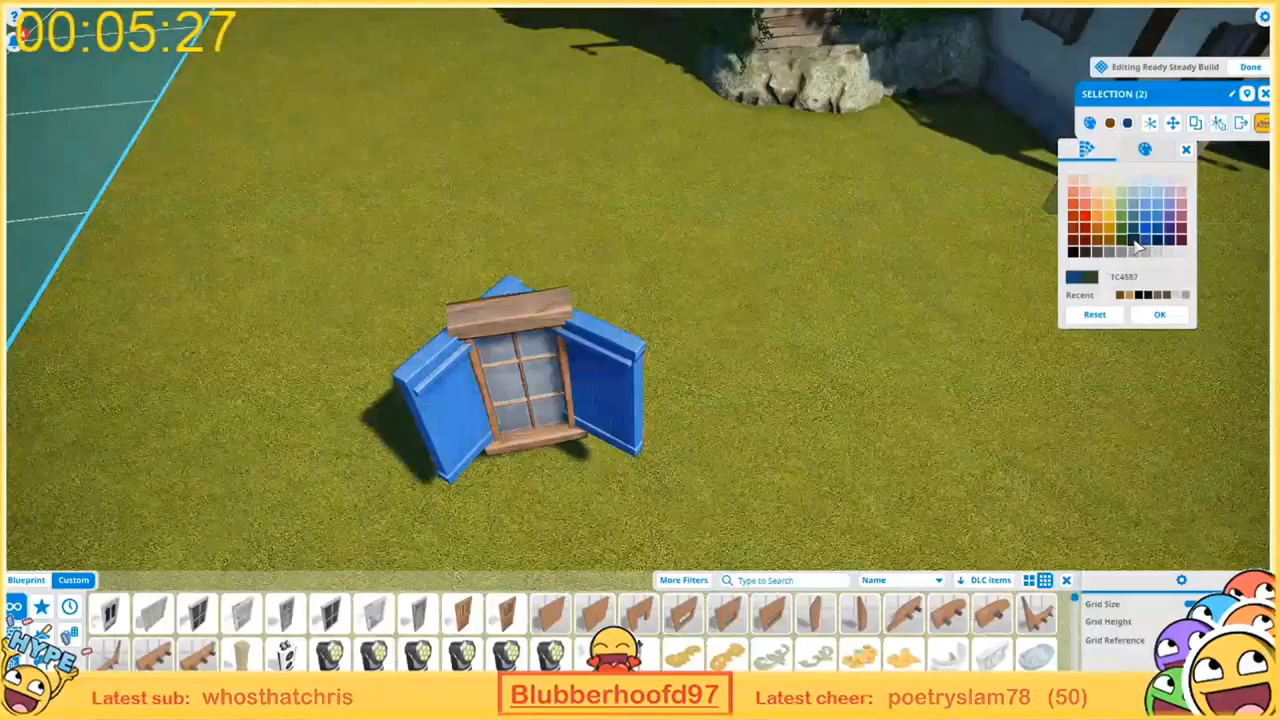 00:05:27
Editing Ready Steady Build
Done
SELECTION (2)
1C45B7
Recent
Reset
OK
Blueprint
Custom
More Filters
Type to Search
Name
DLC items
Grid Size
Grid Height
Grid Reference
HYPE
Latest sub: whosthatchris
Blubberhoofd97
Latest cheer: poetryslam78 (50)